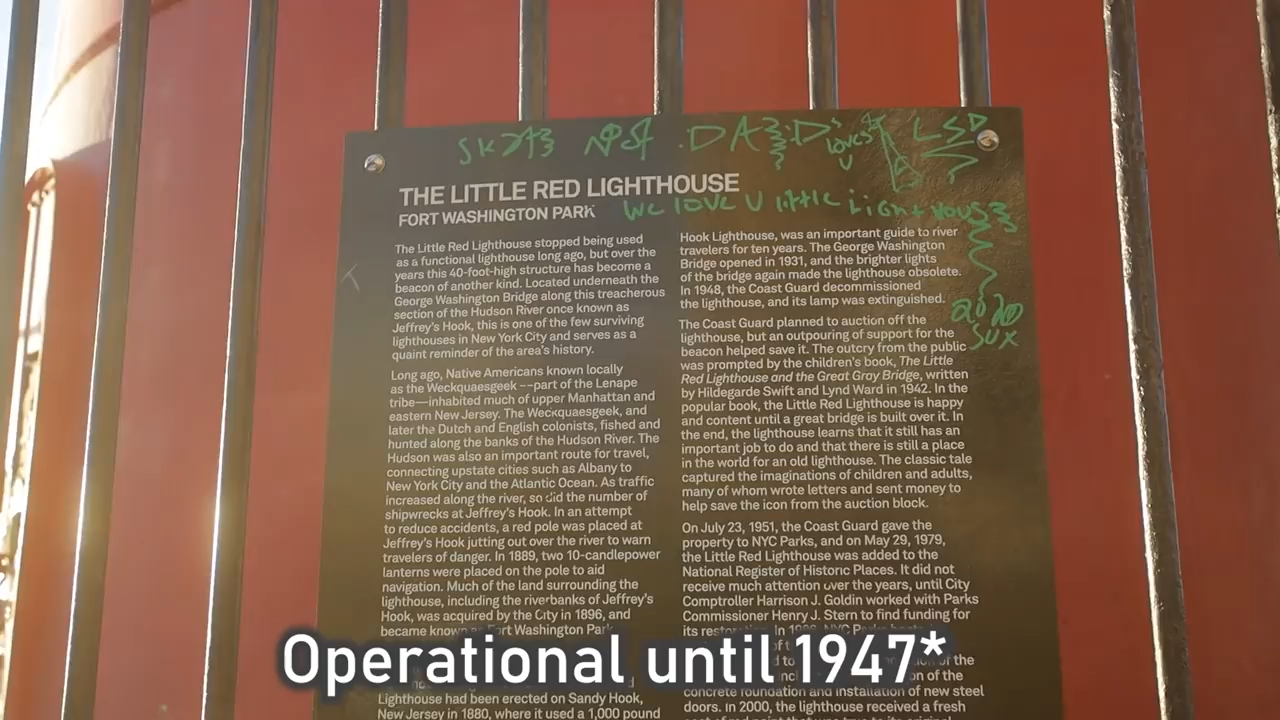 LSD
LOVES
U
THE LITTLE RED LIGHTHOUSE
FORT WASHINGTON PARK
WE LOVE U LITTLE LIGHTHOUSE
The Little Red Lighthouse stopped being used
as a functional lighthouse long ago, but over the
years this 40-foot-high structure has become a
beacon of another kind. Located underneath the
George Washington Bridge along this treacherous
section of the Hudson River once known as
Jeffrey's Hook, this is one of the few surviving
lighthouses in New York City and serves as a
quaint reminder of the area's history.
Long ago, Native Americans known locally
as the Weckquaesgeek --part of the Lenape
tribe—inhabited much of upper Manhattan and
eastern New Jersey. The Weckquaesgeek, and
later the Dutch and English colonists, fished and
hunted along the banks of the Hudson River. The
Hudson was also an important route for travel,
connecting upstate cities such as Albany to
New York City and the Atlantic Ocean. As traffic
increased along the river, so did the number of
shipwrecks at Jeffrey's Hook. In an attempt
to reduce accidents, a red pole was placed at
Jeffrey's Hook jutting out over the river to warn
travelers of danger. In 1889, two 10-candlepower
lanterns were placed on the pole to aid
navigation. Much of the land surrounding the
lighthouse, including the riverbanks of Jeffrey's
Hook, was acquired by the City in 1896, and
became known as Fort Washington Park.
Lighthouse had been erected on Sandy Hook,
New Jersey in 1880, where it used a 1,000 pound
Hook Lighthouse, was an important guide to river
travelers for ten years. The George Washington
Bridge opened in 1931, and the brighter lights
of the bridge again made the lighthouse obsolete.
In 1948, the Coast Guard decommissioned
the lighthouse, and its lamp was extinguished.
2020
SUX
The Coast Guard planned to auction off the
lighthouse, but an outpouring of support for the
beacon helped save it. The outcry from the public
was prompted by the children's book, The Little
Red Lighthouse and the Great Gray Bridge, written
by Hildegarde Swift and Lynd Ward in 1942. In the
popular book, the Little Red Lighthouse is happy
and content until a great bridge is built over it. In
the end, the lighthouse learns that it still has an
important job to do and that there is still a place
in the world for an old lighthouse. The classic tale
captured the imaginations of children and adults,
many of whom wrote letters and sent money to
help save the icon from the auction block.
On July 23, 1951, the Coast Guard gave the
property to NYC Parks, and on May 29, 1979,
the Little Red Lighthouse was added to the
National Register of Historic Places. It did not
receive much attention over the years, until City
Comptroller Harrison J. Goldin worked with Parks
Commissioner Henry J. Stern to find funding for
its In 1986, NYC Parks
of the
concrete foundation and installation of new steel
doors. In 2000, the lighthouse received a fresh
Operational until 1947*